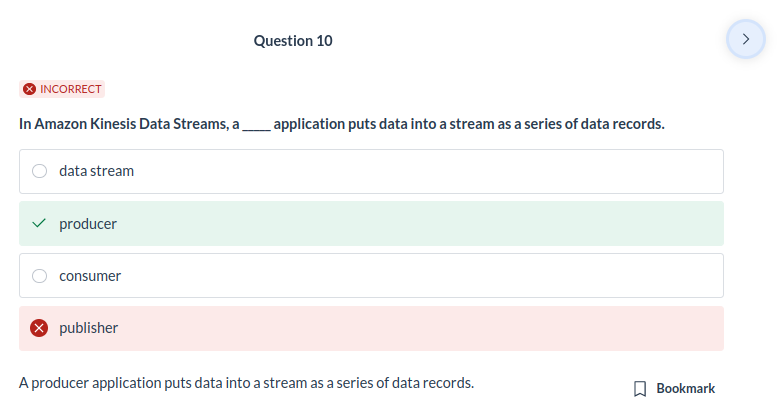 Question 10
INCORRECT
In Amazon Kinesis Data Streams, a _____ application puts data into a stream as a series of data records.
data stream
producer
consumer
publisher
A producer application puts data into a stream as a series of data records.
Bookmark